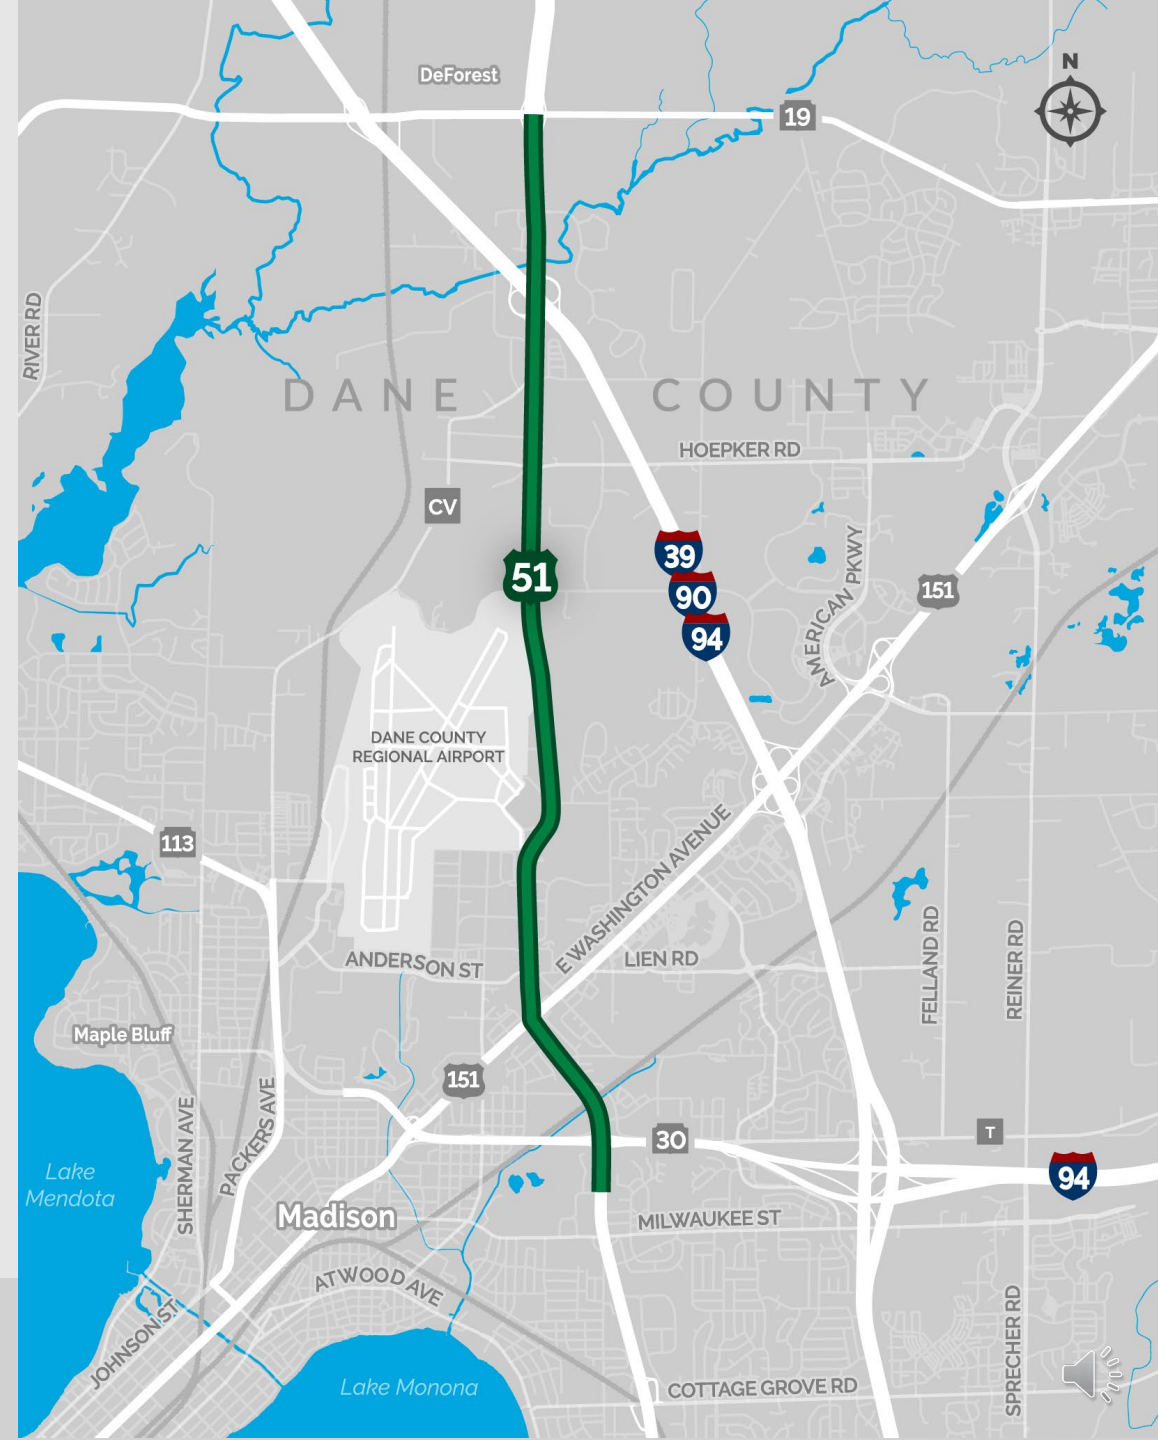 N
DeForest
19
RIVER RD
DANE COUNTY
HOEPKER RD
CV
39
51
90
151
94
AMERICAN PKWY
DANE COUNTY
REGIONAL AIRPORT
113
E WASHINGTON AVENUE
ANDERSON ST
LIEN RD
FELLAND RD
REINER RD
Maple Bluff
151
SHERMAN AVE
PACKERS AVE
30
T
94
Lake
Mendota
Madison
MILWAUKEE ST
ATWOOD AVE
JOHNSON ST
Lake Monona
COTTAGE GROVE RD
SPRECHER RD